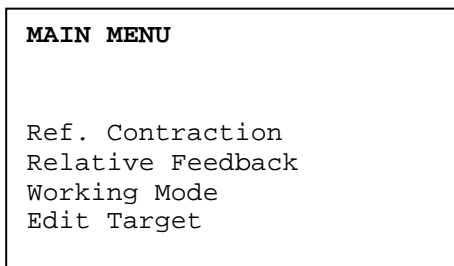 MAIN MENU
Ref. Contraction
Relative Feedback
Working Mode
Edit Target